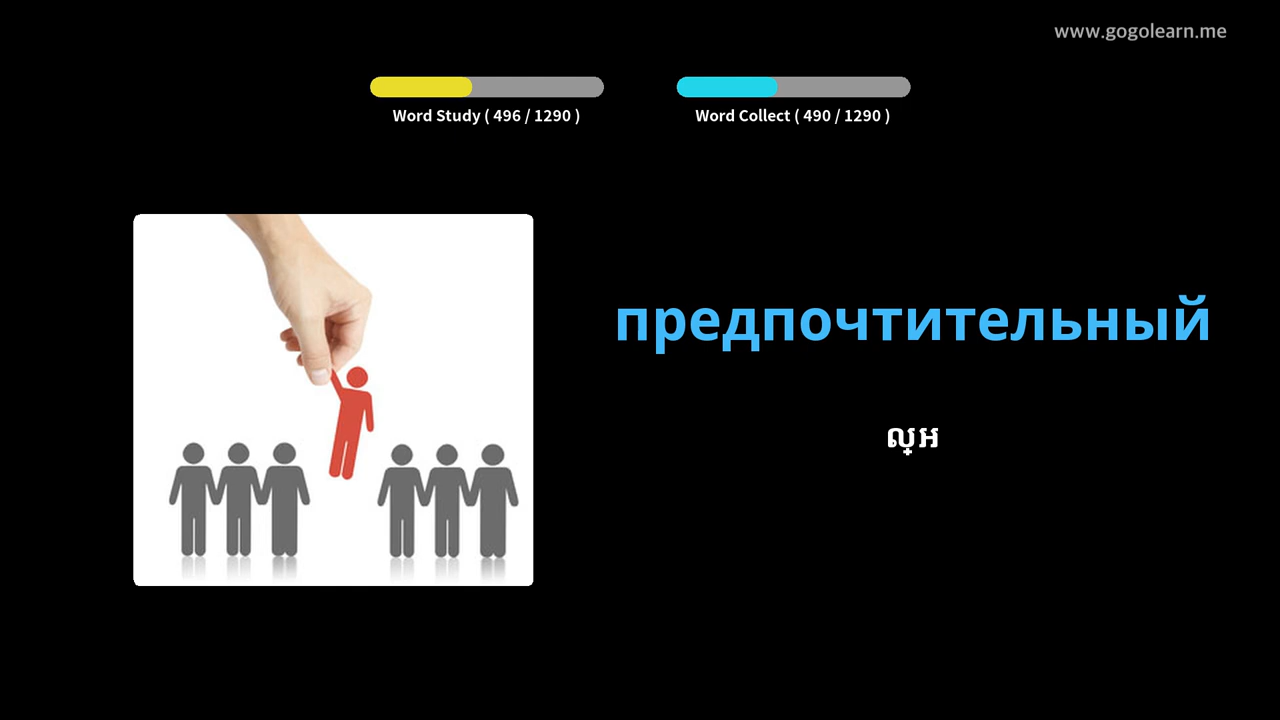 www.gogolearn.me
Word Study ( 496 / 1290 )
Word Collect ( 490 / 1290 )
предпочтительный
ល្អ